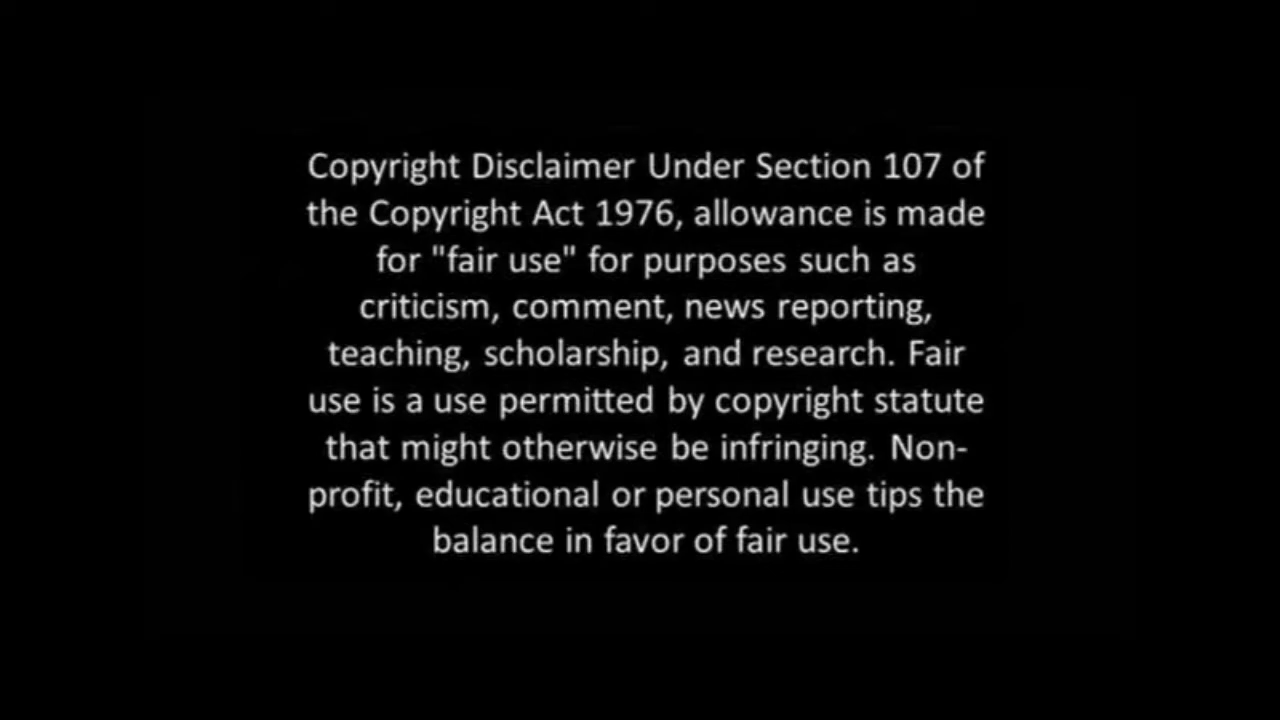 Copyright Disclaimer Under Section 107 of
the Copyright Act 1976, allowance is made
for "fair use" for purposes such as
criticism, comment, news reporting,
teaching, scholarship, and research. Fair
use is a use permitted by copyright statute
that might otherwise be infringing. Non-
profit, educational or personal use tips the
balance in favor of fair use.